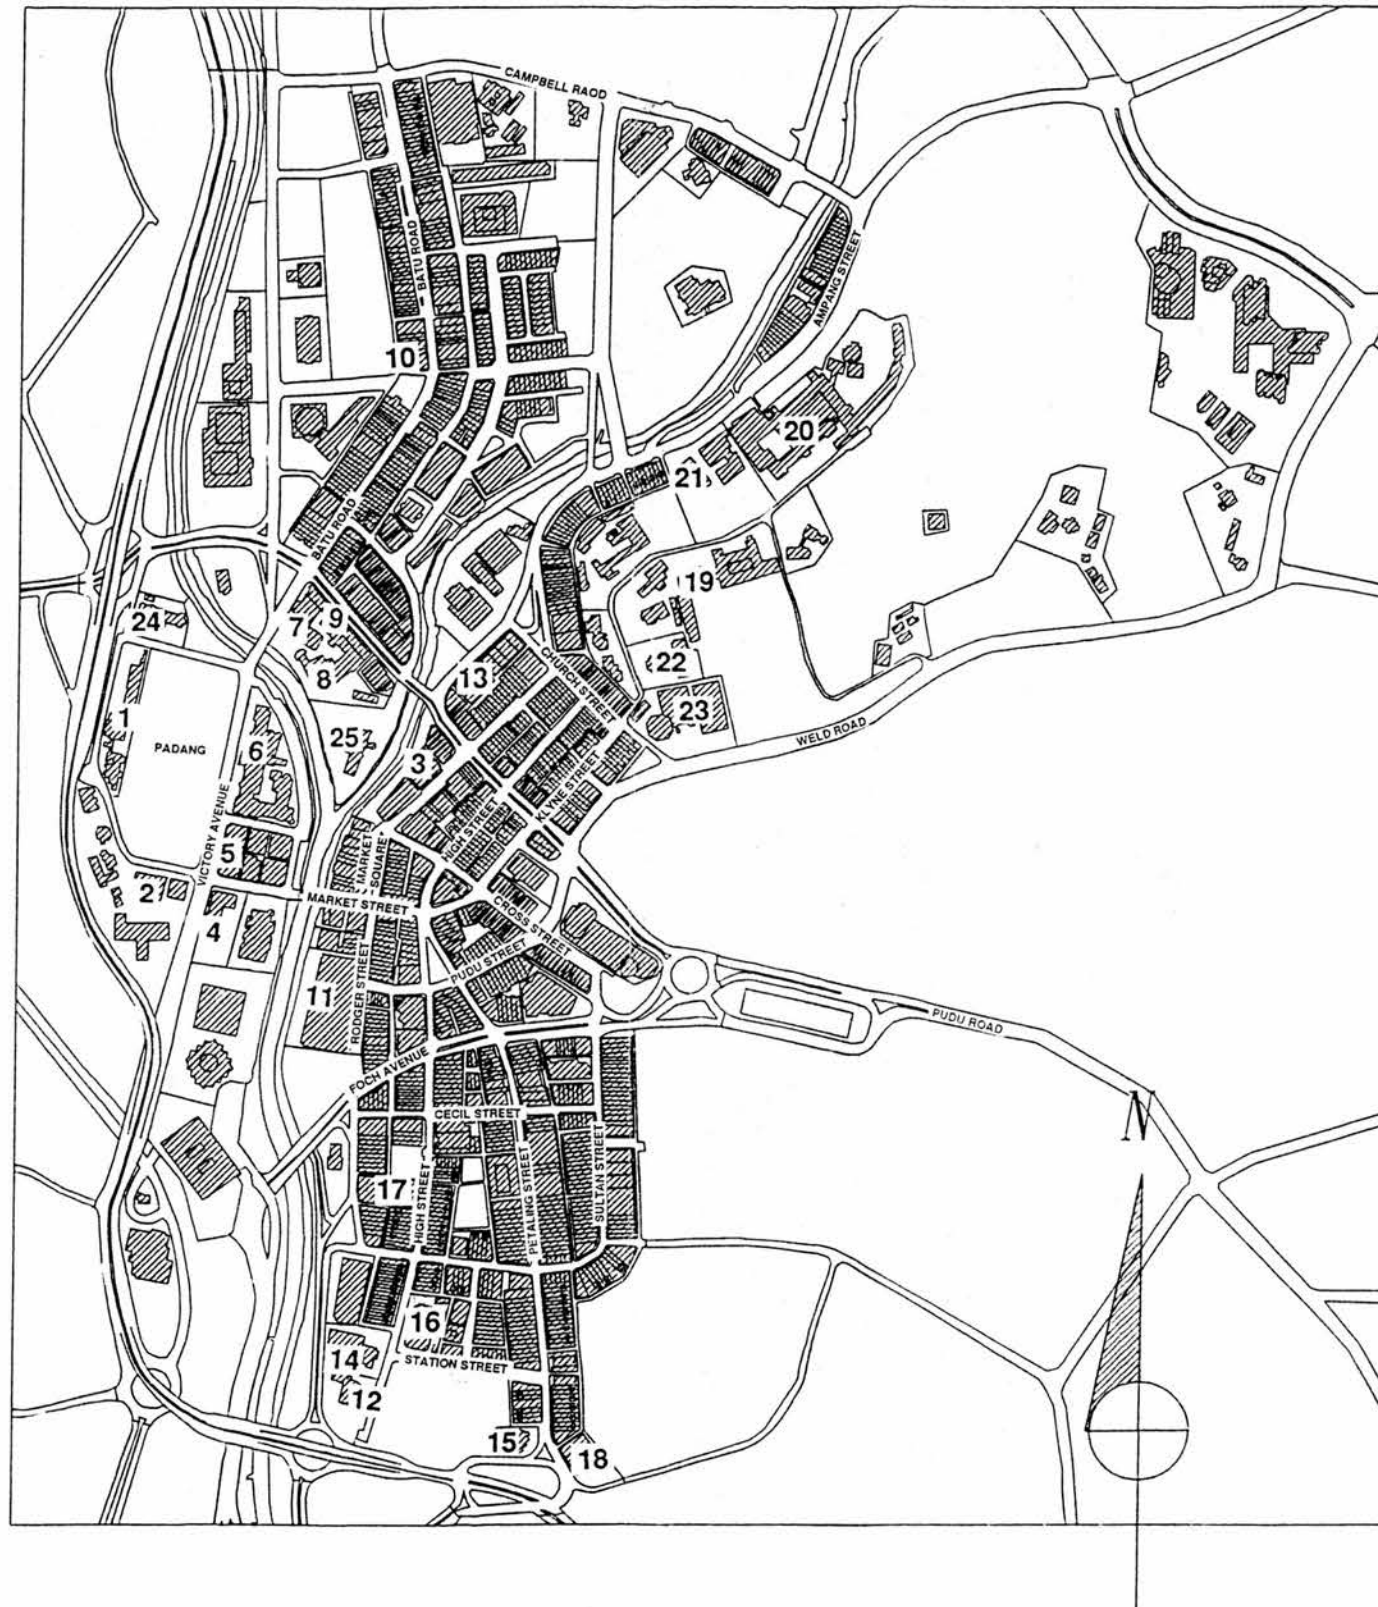 CAMPBELL RAOD
BATU ROAD
AMPANG STREET
10
20
21
BATU ROAD
19
24
7
9
8
22
CHURCH STREET
13
23
1
PADANG
6
25
3
WELD ROAD
KLYNE STREET
VICTORY AVENUE
HIGH STREET
MARKET
SQUARE
5
2
MARKET STREET
CROSS STREET
4
PUDU STREET
11
RODGER STREET
PUDU ROAD
FOCH AVENUE
CECIL STREET
N
17
HIGH STREET
PETALING STREET
SULTAN STREET
16
14
STATION STREET
12
15
18